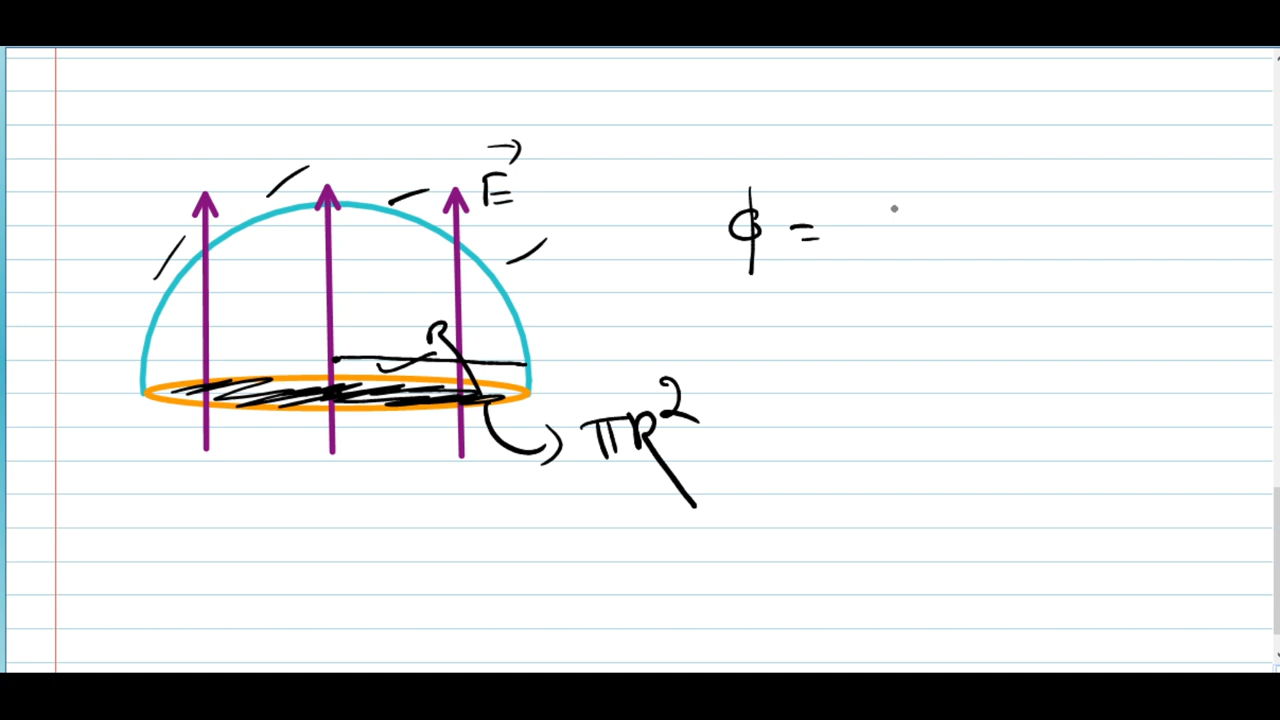 E⃗
ϕ =
R
πR²